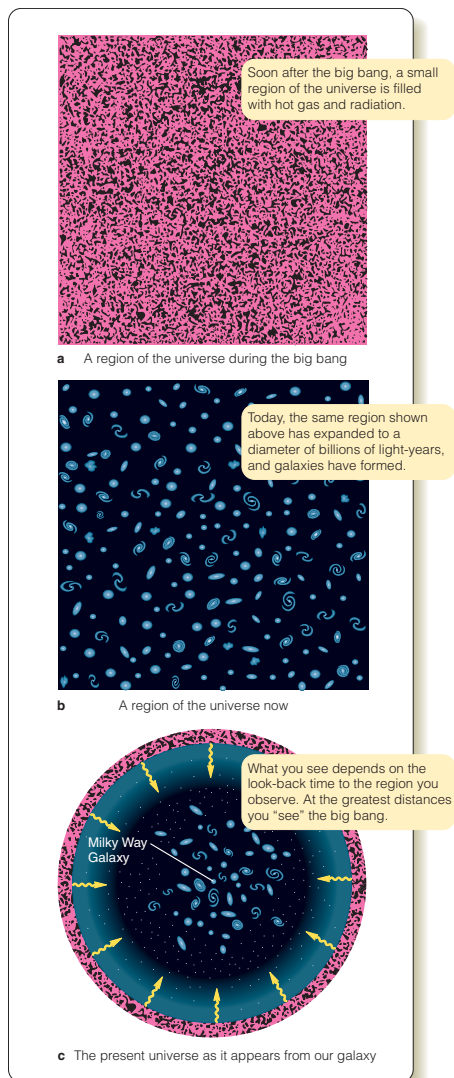 Soon after the big bang, a small
region of the universe is filled
with hot gas and radiation.
a A region of the universe during the big bang
Today, the same region shown
above has expanded to a
diameter of billions of light-years,
and galaxies have formed.
b A region of the universe now
What you see depends on the
look-back time to the region you
observe. At the greatest distances
you “see” the big bang.
Milky Way
Galaxy
c The present universe as it appears from our galaxy